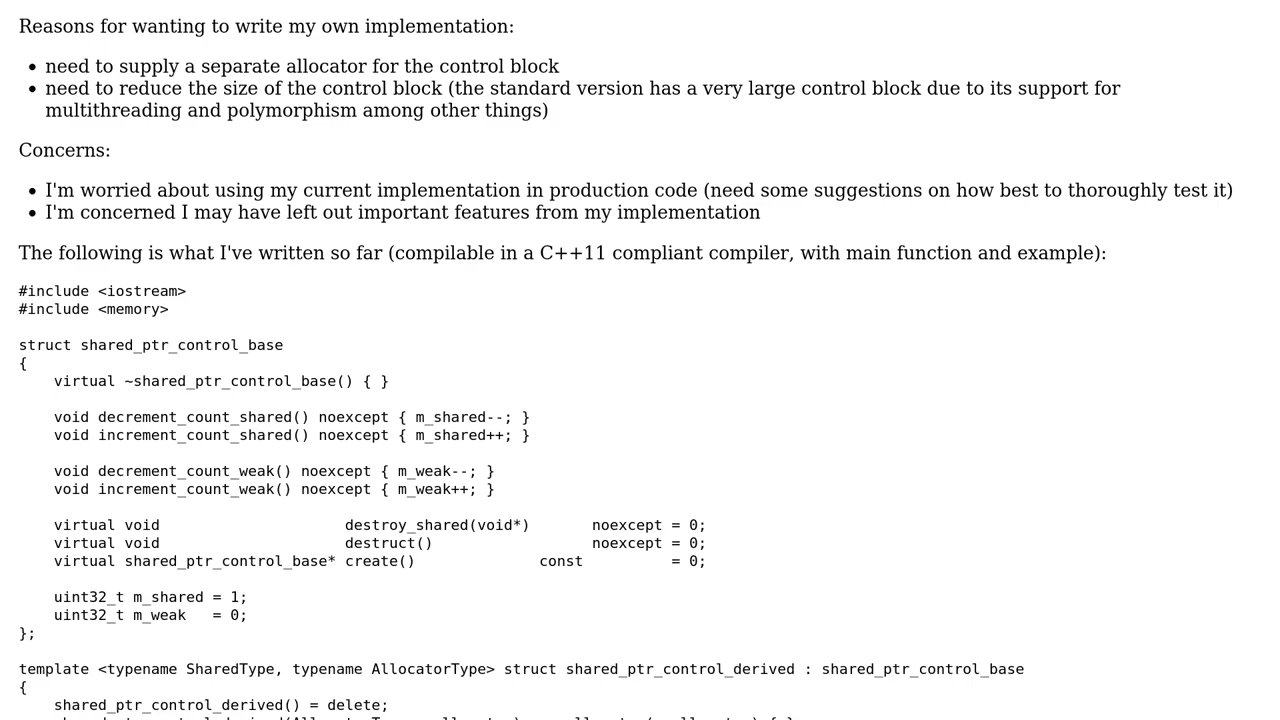 Reasons for wanting to write my own implementation:
• need to supply a separate allocator for the control block
• need to reduce the size of the control block (the standard version has a very large control block due to its support for
multithreading and polymorphism among other things)
Concerns:
• I'm worried about using my current implementation in production code (need some suggestions on how best to thoroughly test it)
• I'm concerned I may have left out important features from my implementation
The following is what I've written so far (compilable in a C++11 compliant compiler, with main function and example):
#include <iostream>
#include <memory>
struct shared_ptr_control_base
{
    virtual ~shared_ptr_control_base() { }
    void decrement_count_shared() noexcept { m_shared--; }
    void increment_count_shared() noexcept { m_shared++; }
    void decrement_count_weak() noexcept { m_weak--; }
    void increment_count_weak() noexcept { m_weak++; }
    virtual void                     destroy_shared(void*)       noexcept = 0;
    virtual void                     destruct()                  noexcept = 0;
    virtual shared_ptr_control_base* create()              const          = 0;
    uint32_t m_shared = 1;
    uint32_t m_weak   = 0;
};
template <typename SharedType, typename AllocatorType> struct shared_ptr_control_derived : shared_ptr_control_base
{
    shared_ptr_control_derived() = delete;